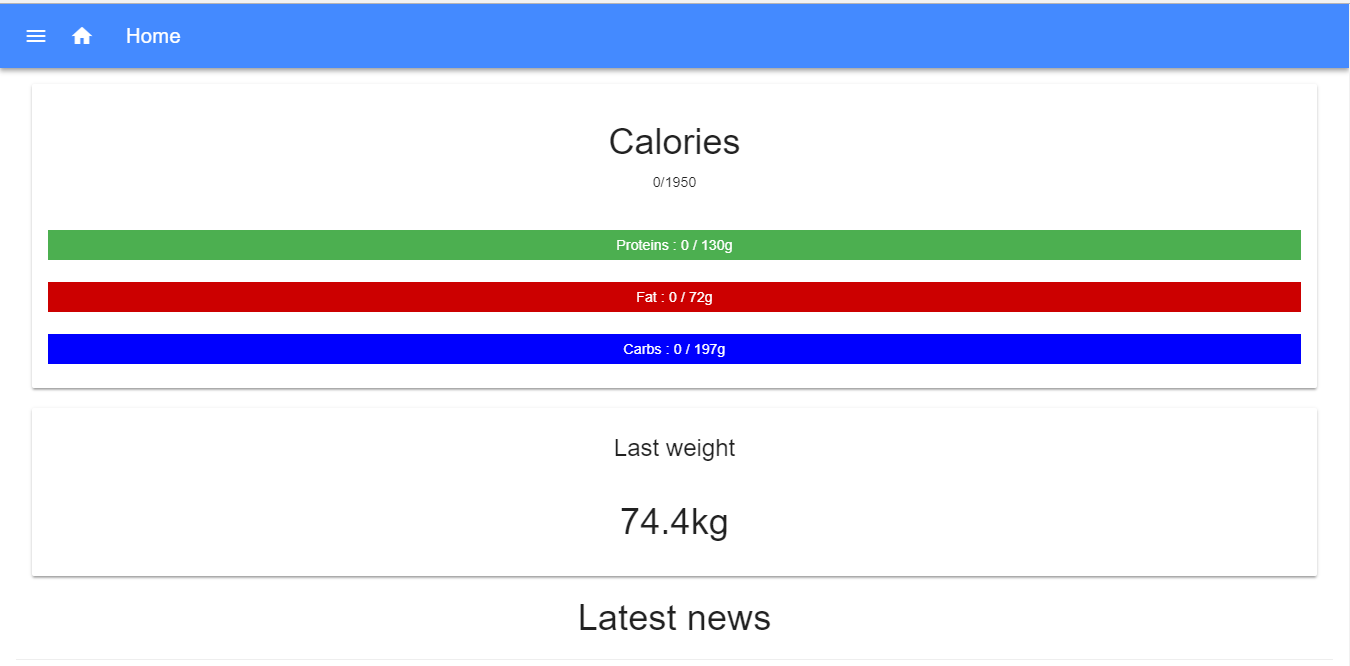 Home
Calories
0/1950
Proteins : 0 / 130g
Fat : 0 / 72g
Carbs : 0 / 197g
Last weight
74.4kg
Latest news